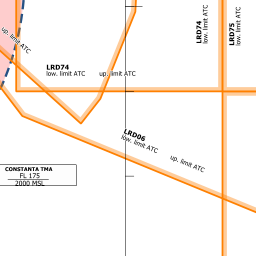 up. limit ATC
LRD74
low. limit ATC
up. limit ATC
LRD74
low. limit ATC
LRD75
low. limit ATC
LRD06
low. limit ATC
up. limit ATC
CONSTANTA TMA
FL 175
2000 MSL